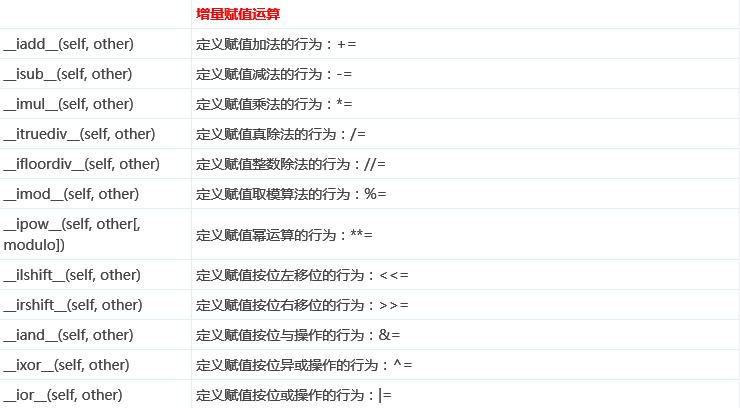 增量赋值运算
__iadd__(self, other) 定义赋值加法的行为：+=
__isub__(self, other) 定义赋值减法的行为：-=
__imul__(self, other) 定义赋值乘法的行为：*=
__itruediv__(self, other) 定义赋值真除法的行为：/=
__ifloordiv__(self, other) 定义赋值整数除法的行为：//=
__imod__(self, other) 定义赋值取模算法的行为：%=
__ipow__(self, other[,
modulo]) 定义赋值幂运算的行为：**=
__ilshift__(self, other) 定义赋值按位左移位的行为：<<=
__irshift__(self, other) 定义赋值按位右移位的行为：>>=
__iand__(self, other) 定义赋值按位与操作的行为：&=
__ixor__(self, other) 定义赋值按位异或操作的行为：^=
__ior__(self, other) 定义赋值按位或操作的行为：|=